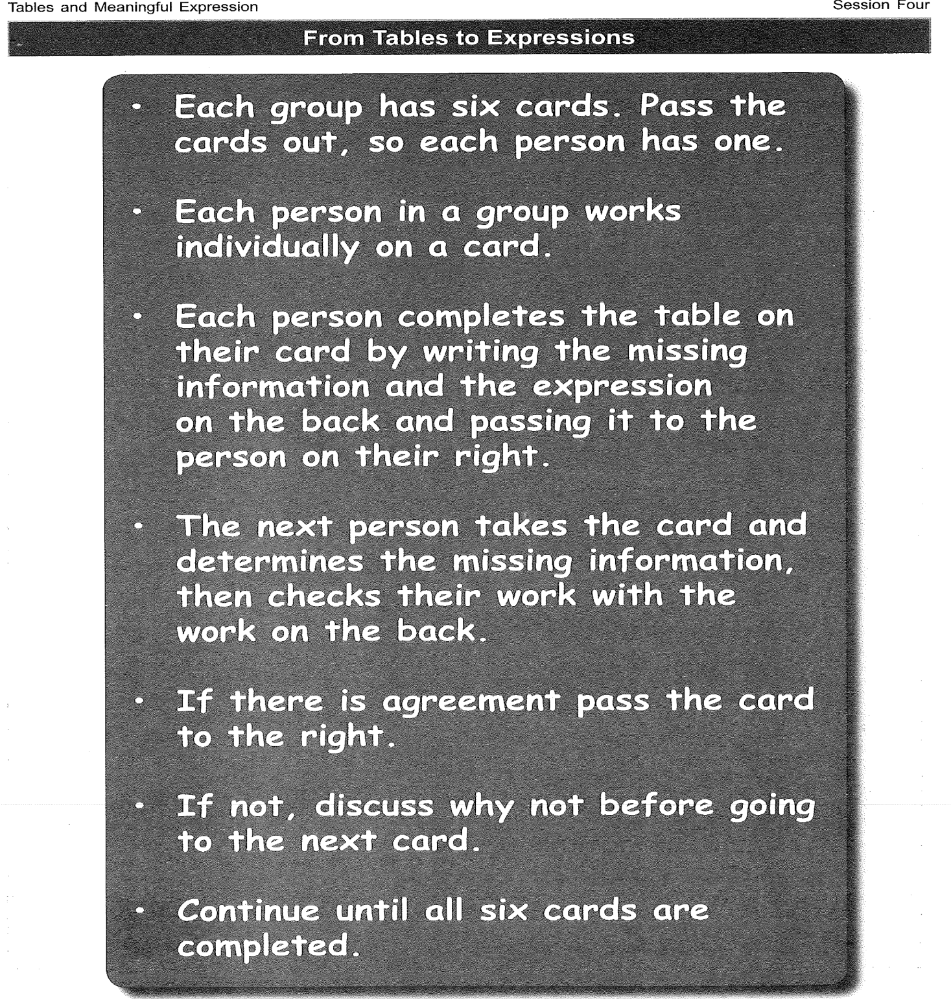 Tables and Meaningful Expression
Session Four
From Tables to Expressions
• Each group has six cards. Pass the
cards out, so each person has one.
• Each person in a group works
individually on a card.
• Each person completes the table on
their card by writing the missing
information and the expression
on the back and passing it to the
person on their right.
• The next person takes the card and
determines the missing information,
then checks their work with the
work on the back.
• If there is agreement pass the card
to the right.
• If not, discuss why not before going
to the next card.
• Continue until all six cards are
completed.